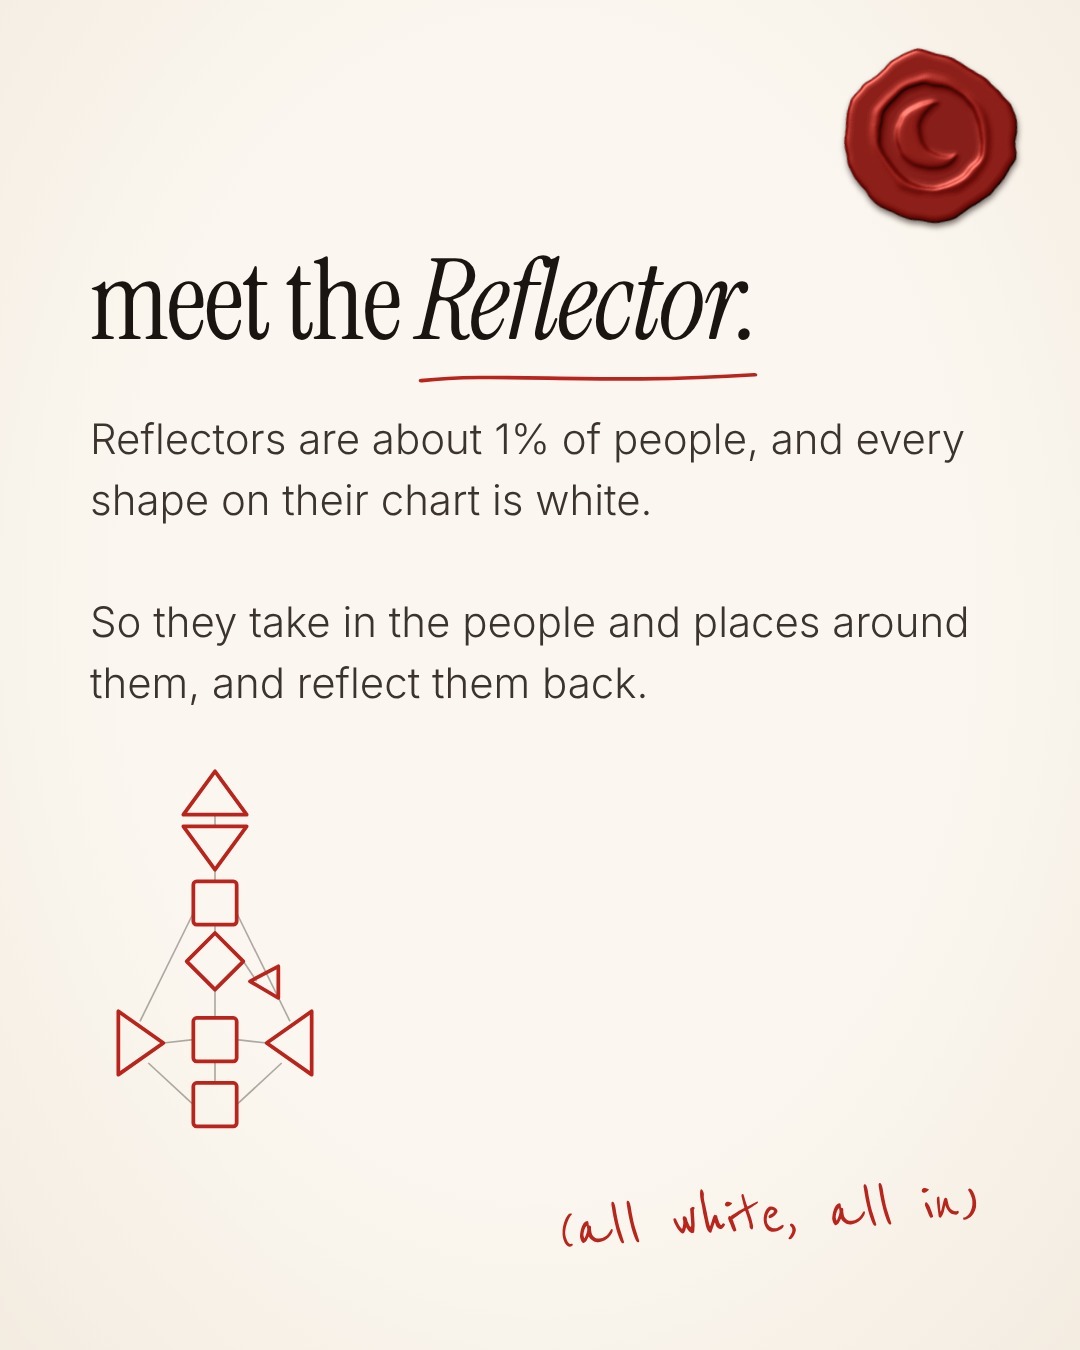 meet the Reflector.
Reflectors are about 1% of people, and every
shape on their chart is white.
So they take in the people and places around
them, and reflect them back.
(all white, all in)